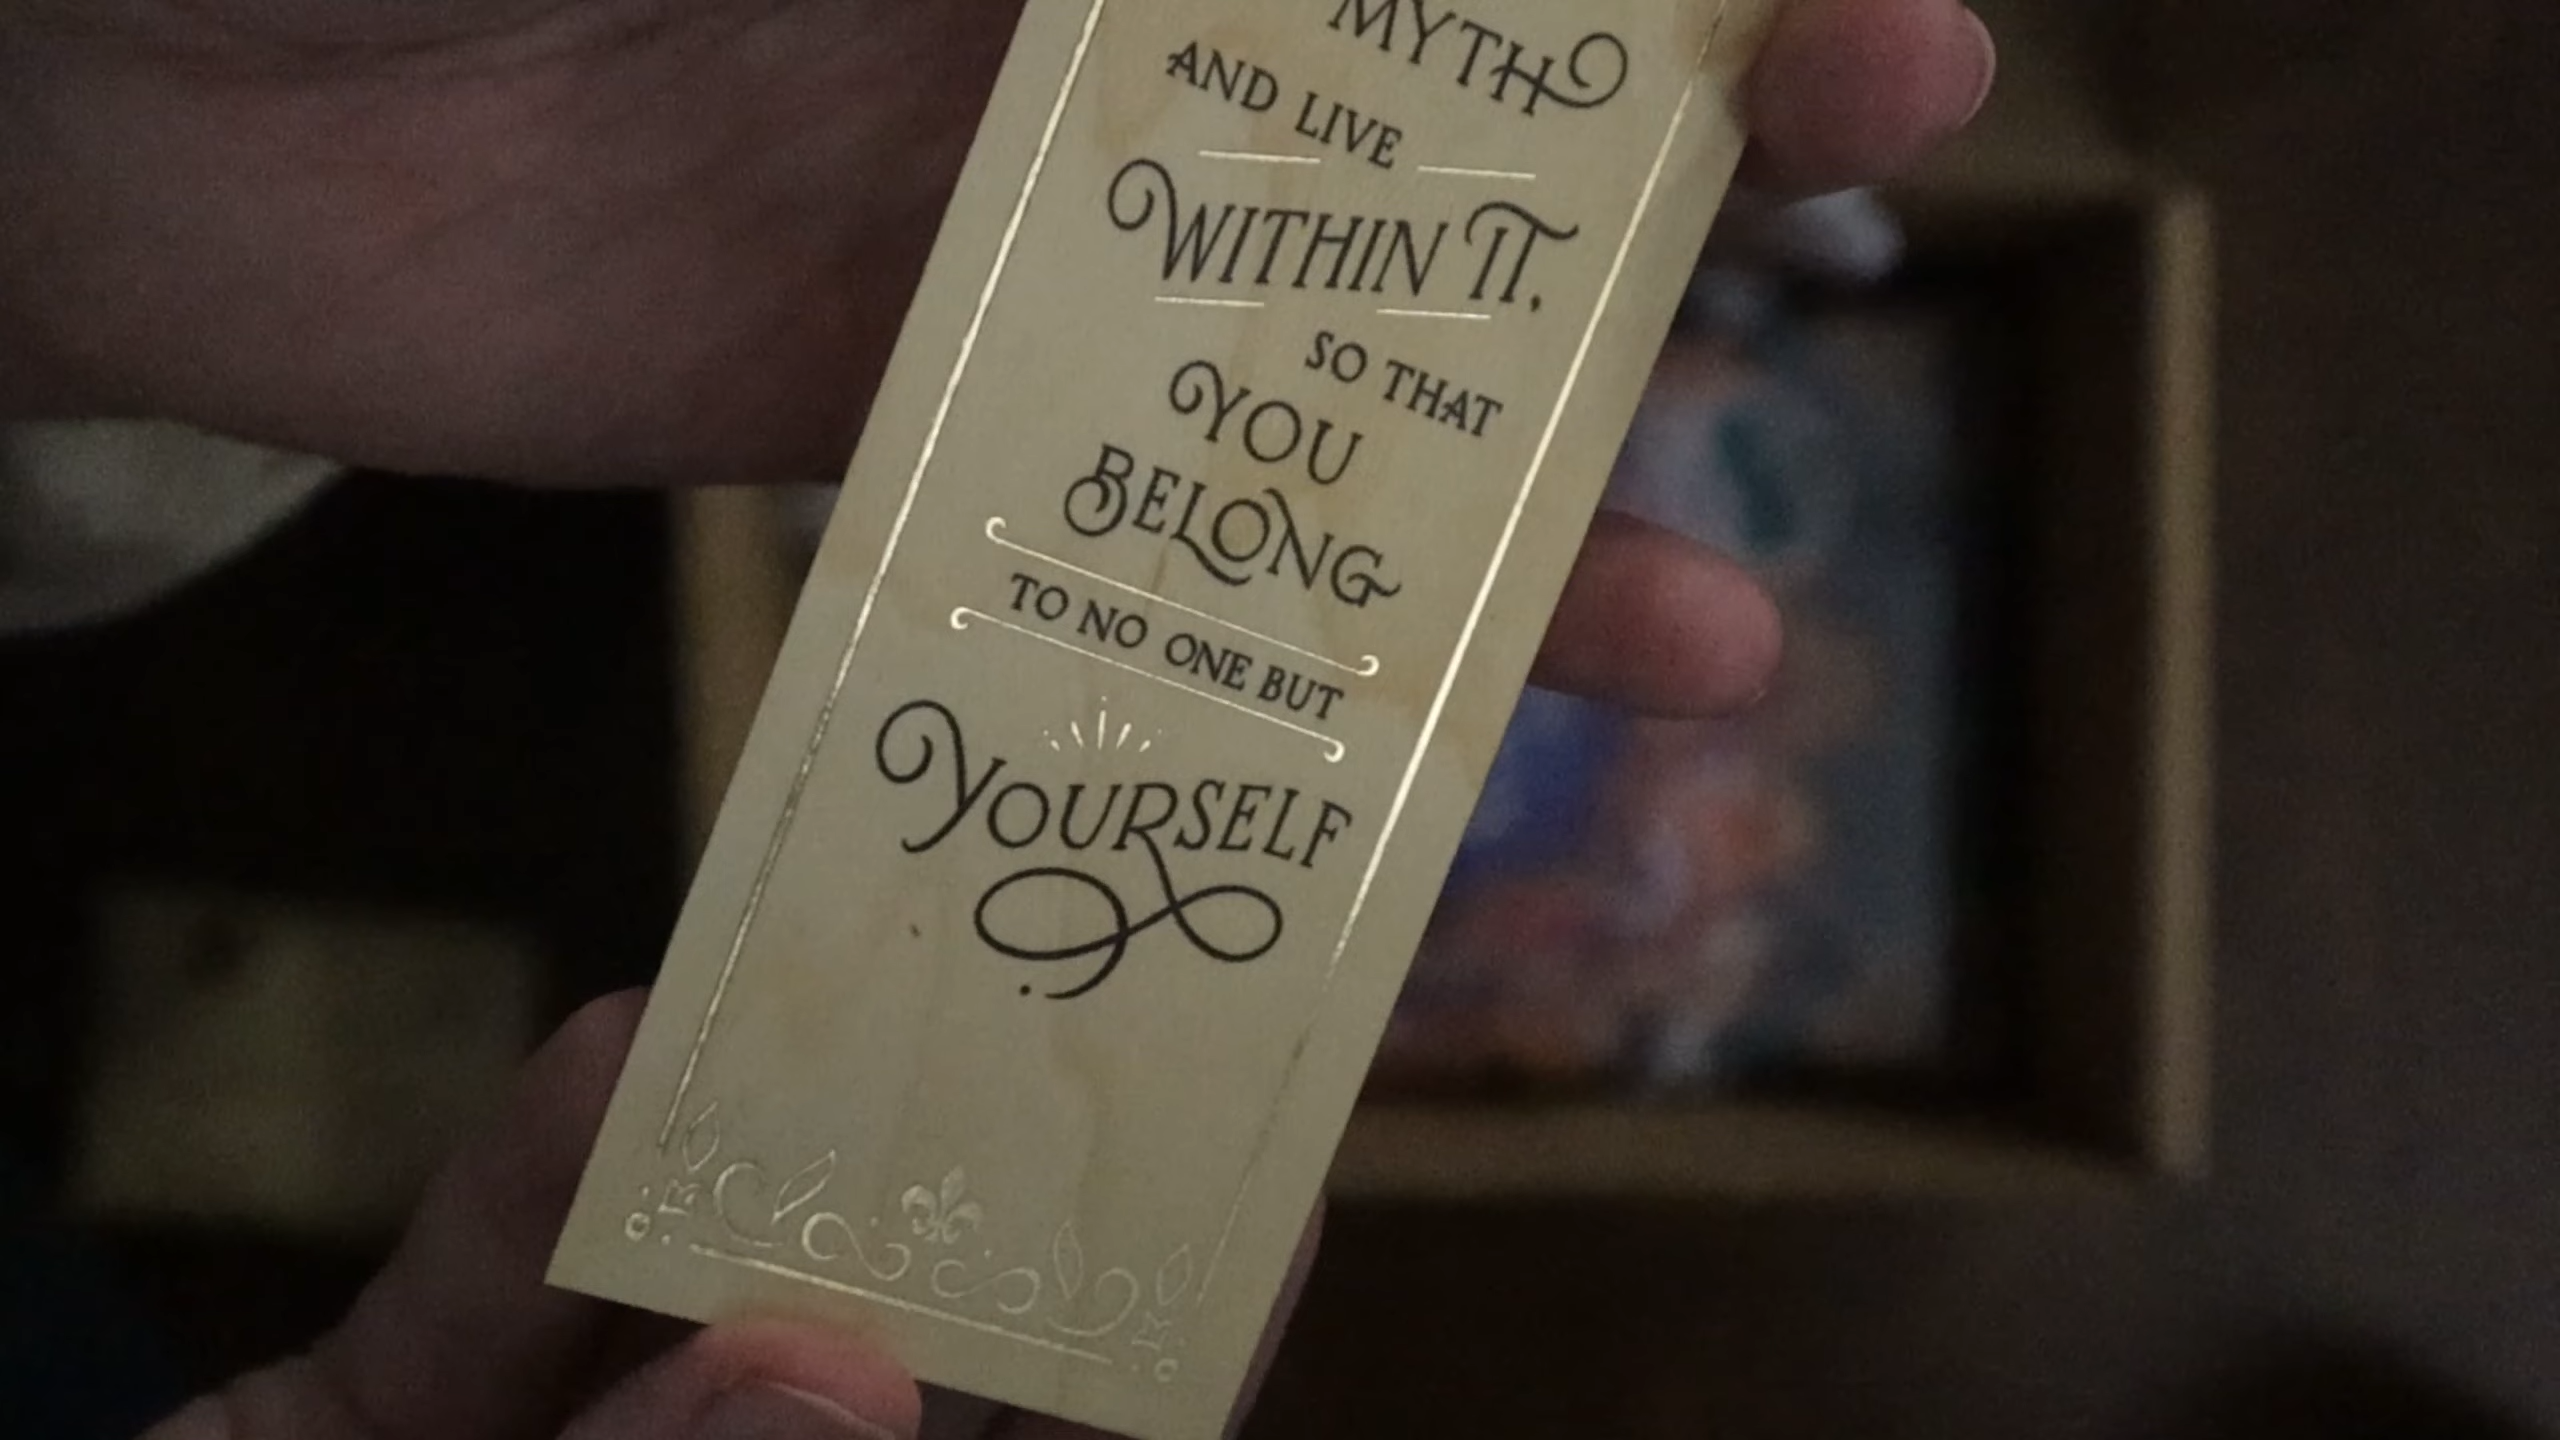 MYTH
AND LIVE
WITHIN IT,
SO THAT
YOU
BELONG
TO NO ONE BUT
YOURSELF